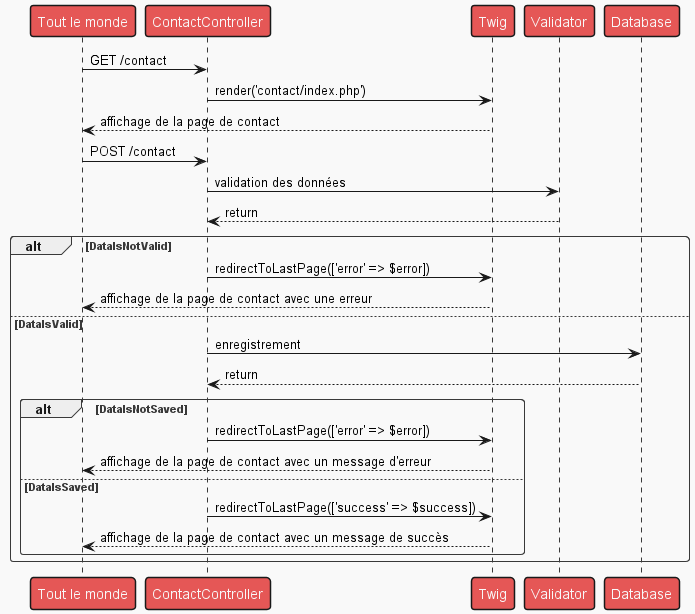 Tout le monde ContactController Twig Validator Database
GET /contact
render('contact/index.php')
affichage de la page de contact
POST /contact
validation des données
return
alt [DataIsNotValid]
redirectToLastPage(['error' => $error])
affichage de la page de contact avec une erreur
[DataIsValid]
enregistrement
return
alt [DataIsNotSaved]
redirectToLastPage(['error' => $error])
affichage de la page de contact avec un message d'erreur
[DataIsSaved]
redirectToLastPage(['success' => $success])
affichage de la page de contact avec un message de succès
Tout le monde ContactController Twig Validator Database